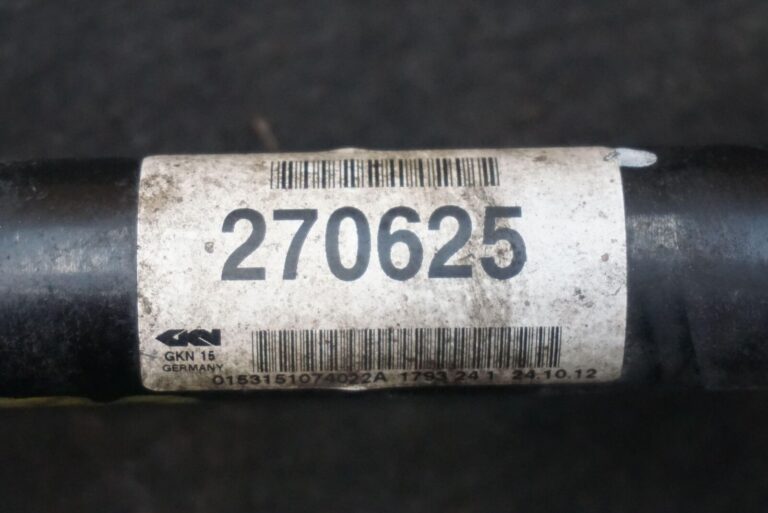 270625
GKN
GKN 15
GERMANY
0153151074022A 1793 24 1 24.10.12